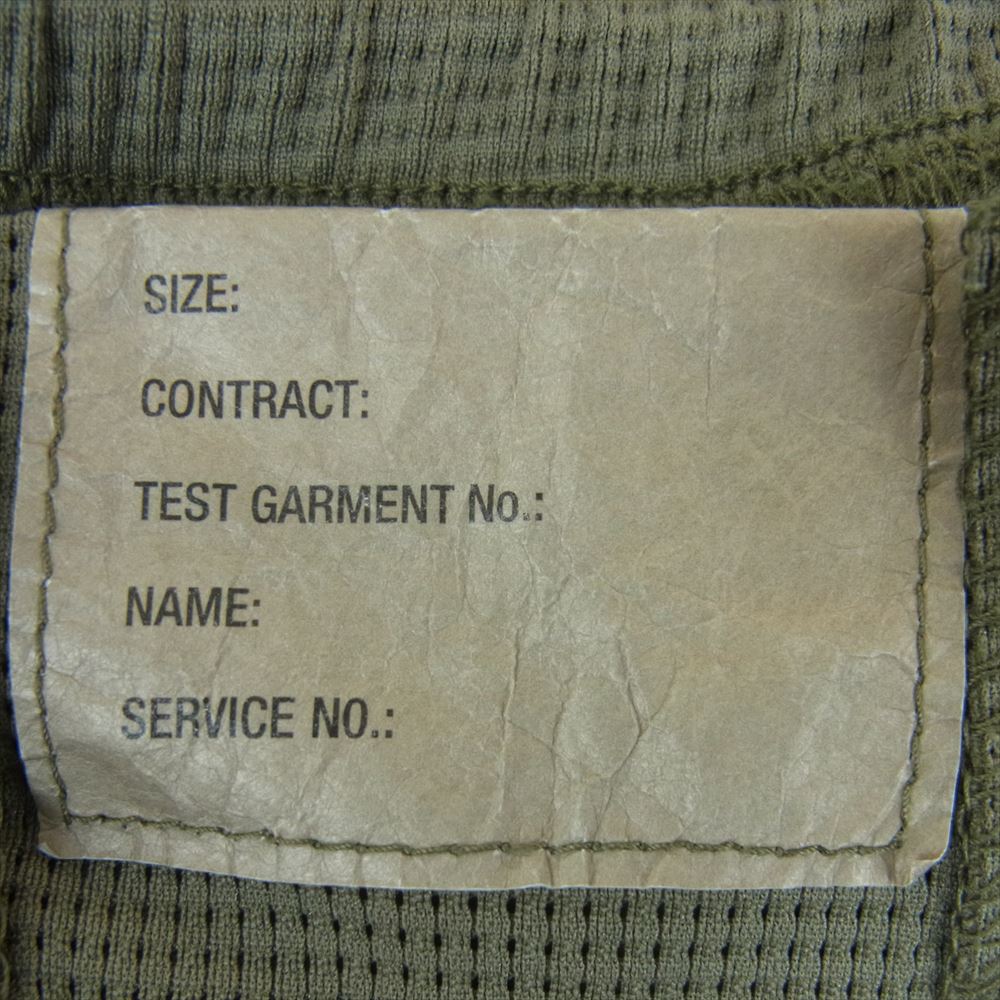 SIZE:
CONTRACT:
TEST GARMENT No.:
NAME:
SERVICE NO.: